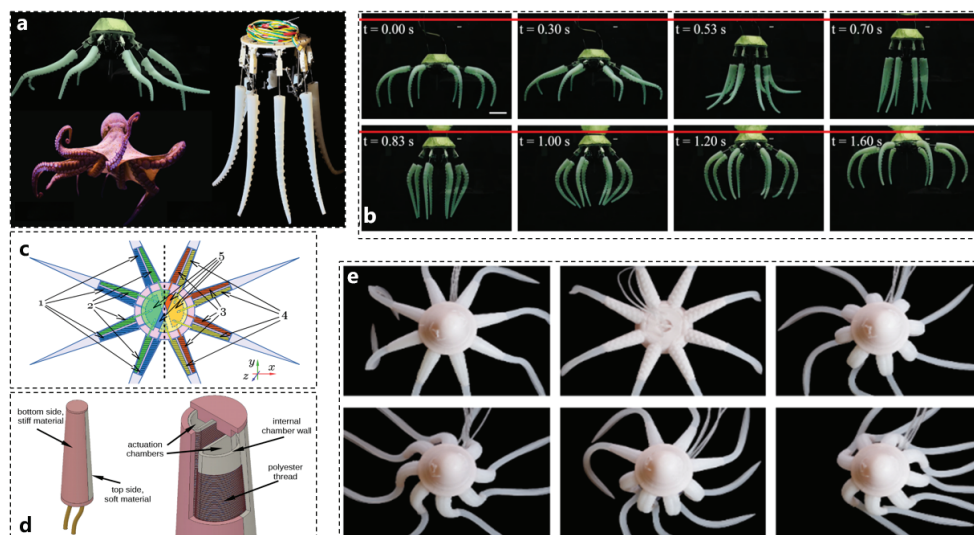 a
b
t = 0.00 s
t = 0.30 s
t = 0.53 s
t = 0.70 s
t = 0.83 s
t = 1.00 s
t = 1.20 s
t = 1.60 s
c
1
2
5
3
4
y
z
x
d
bottom side,
stiff material
top side,
soft material
actuation
chambers
internal
chamber wall
polyester
thread
e